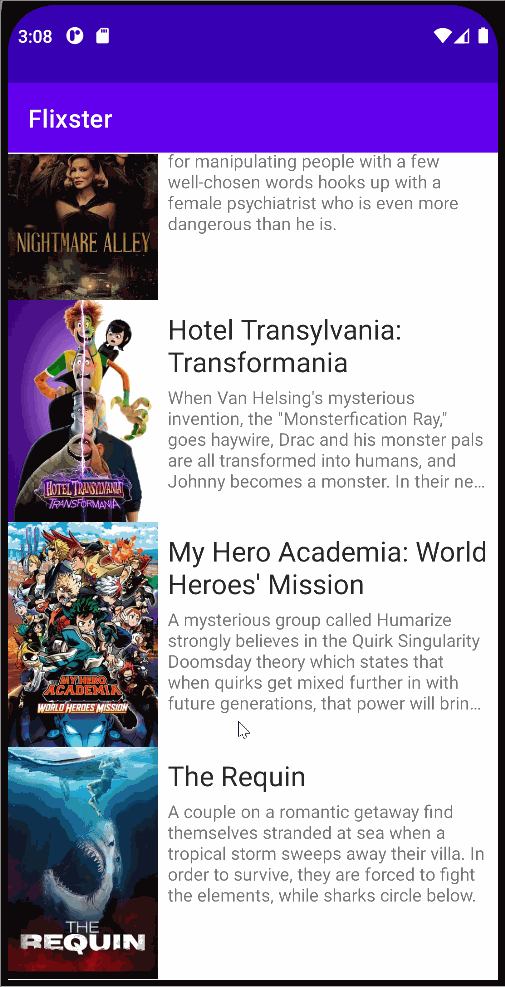 3:08
Flixster
for manipulating people with a few
well-chosen words hooks up with a
female psychiatrist who is even more
dangerous than he is.
NIGHTMARE ALLEY
Hotel Transylvania:
Transformania
When Van Helsing's mysterious
invention, the "Monsterfication Ray,"
goes haywire, Drac and his monster pals
are all transformed into humans, and
Johnny becomes a monster. In their ne…
HOTEL TRANSYLVANIA
TRANSFORMANIA
My Hero Academia: World
Heroes' Mission
A mysterious group called Humarize
strongly believes in the Quirk Singularity
Doomsday theory which states that
when quirks get mixed further in with
future generations, that power will brin…
MY HERO
ACADEMIA
WORLD HEROES MISSION
The Requin
A couple on a romantic getaway find
themselves stranded at sea when a
tropical storm sweeps away their villa. In
order to survive, they are forced to fight
the elements, while sharks circle below.
THE
REQUIN